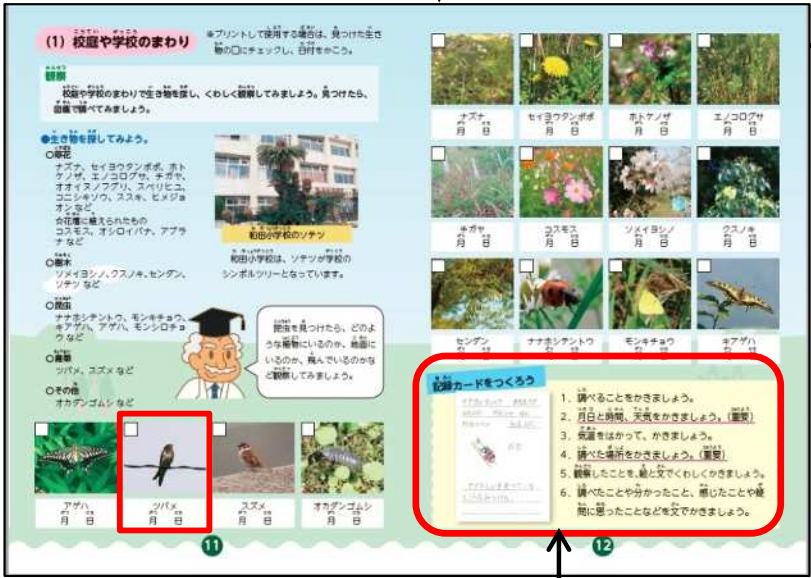 (1) 校庭や学校のまわり
※プリントして使用する場合は、見つけた生き
物の□にチェックし、日付をかこう。
観察
校庭や学校のまわりで生き物を探し、くわしく観察してみましょう。見つけたら、
図鑑で調べてみましょう。
●生き物を探してみよう。
○草花
ナズナ、セイヨウタンポポ、ホト
ケノザ、エノコログサ、チガヤ、
オオイヌノフグリ、スベリヒユ、
コニシキソウ、ススキ、ヒメジョ
オン など
☆花壇に植えられたもの
コスモス、オシロイバナ、アブラ
ナ など
○樹木
ソメイヨシノ、クスノキ、センダン、
ソテツ など
○昆虫
ナナホシテントウ、モンキチョウ、
キアゲハ、アゲハ、モンシロチョ
ウ など
ツバメ、スズメ など
○その他
オカダンゴムシ など
和田小学校のソテツ
和田小学校は、ソテツが学校の
シンボルツリーとなっています。
昆虫を見つけたら、どのよ
うな植物にいるのか、地面に
いるのか、飛んでいるのかな
ど観察してみましょう。
アゲハ
月 日
ツバメ
月 日
スズメ
月 日
オカダンゴムシ
月 日
11
ナズナ
月 日
セイヨウタンポポ
月 日
ホトケノザ
月 日
エノコログサ
月 日
チガヤ
月 日
コスモス
月 日
ソメイヨシノ
月 日
クスノキ
月 日
センダン
月 日
ナナホシテントウ
月 日
モンキチョウ
月 日
キアゲハ
月 日
記録カードをつくろう
1. 調べることをかきましょう。
2. 月日と時間、天気をかきましょう。(重要)
3. 気温をはかって、かきましょう。
4. 調べた場所をかきましょう。(重要)
5. 観察したことを、絵と文でくわしくかきましょう。
6. 調べたことや分かったこと、感じたことや疑
問に思ったことなどを文でかきましょう。
12